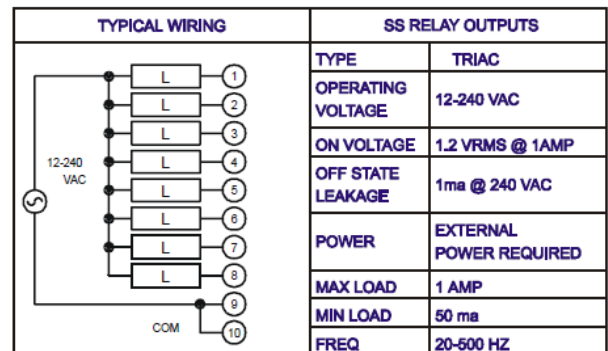 TYPICAL WIRING
SS RELAY OUTPUTS
12-240
VAC
L 1
L 2
L 3
L 4
L 5
L 6
L 7
L 8
9
COM 10
TYPE TRIAC
OPERATING
VOLTAGE 12-240 VAC
ON VOLTAGE 1.2 VRMS @ 1AMP
OFF STATE
LEAKAGE 1ma @ 240 VAC
POWER EXTERNAL
POWER REQUIRED
MAX LOAD 1 AMP
MIN LOAD 50 ma
FREQ 20-500 HZ